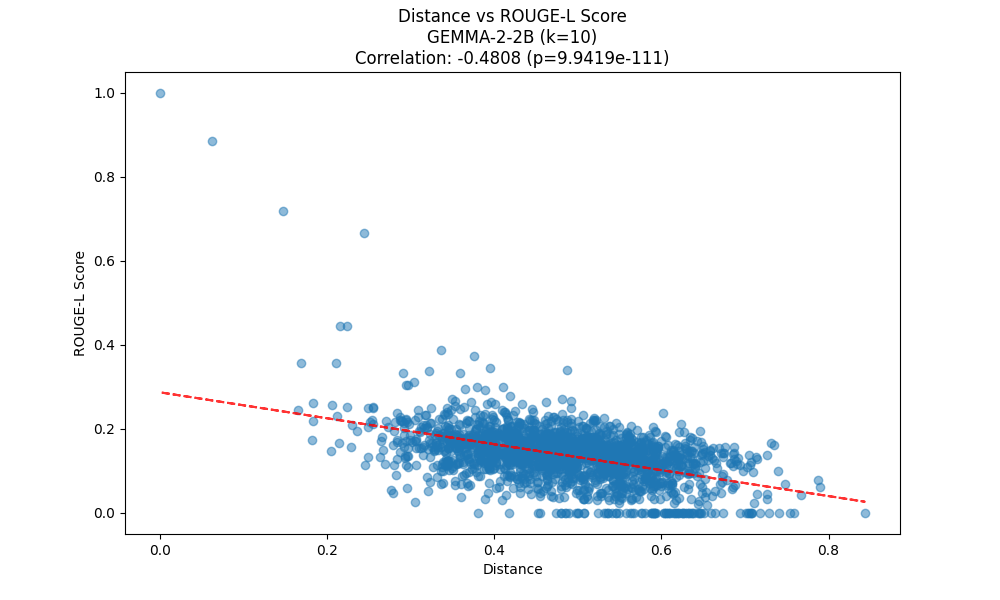 Distance vs ROUGE-L Score
GEMMA-2-2B (k=10)
Correlation: -0.4808 (p=9.9419e-111)
ROUGE-L Score
1.0
0.8
0.6
0.4
0.2
0.0
0.0 0.2 0.4 0.6 0.8
Distance